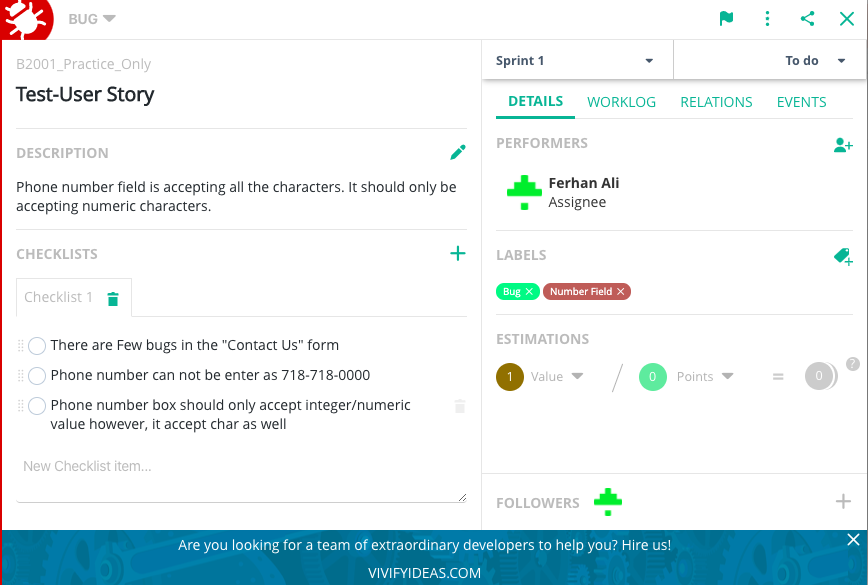 BUG
B2001_Practice_Only
Test-User Story
DESCRIPTION
Phone number field is accepting all the characters. It should only be
accepting numeric characters.
CHECKLISTS
Checklist 1
There are Few bugs in the "Contact Us" form
Phone number can not be enter as 718-718-0000
Phone number box should only accept integer/numeric
value however, it accept char as well
New Checklist item...
Sprint 1
To do
DETAILS WORKLOG RELATIONS EVENTS
PERFORMERS
Ferhan Ali
Assignee
LABELS
Bug × Number Field ×
ESTIMATIONS
1 Value / 0 Points = 0 ?
FOLLOWERS
Are you looking for a team of extraordinary developers to help you? Hire us!
VIVIFYIDEAS.COM